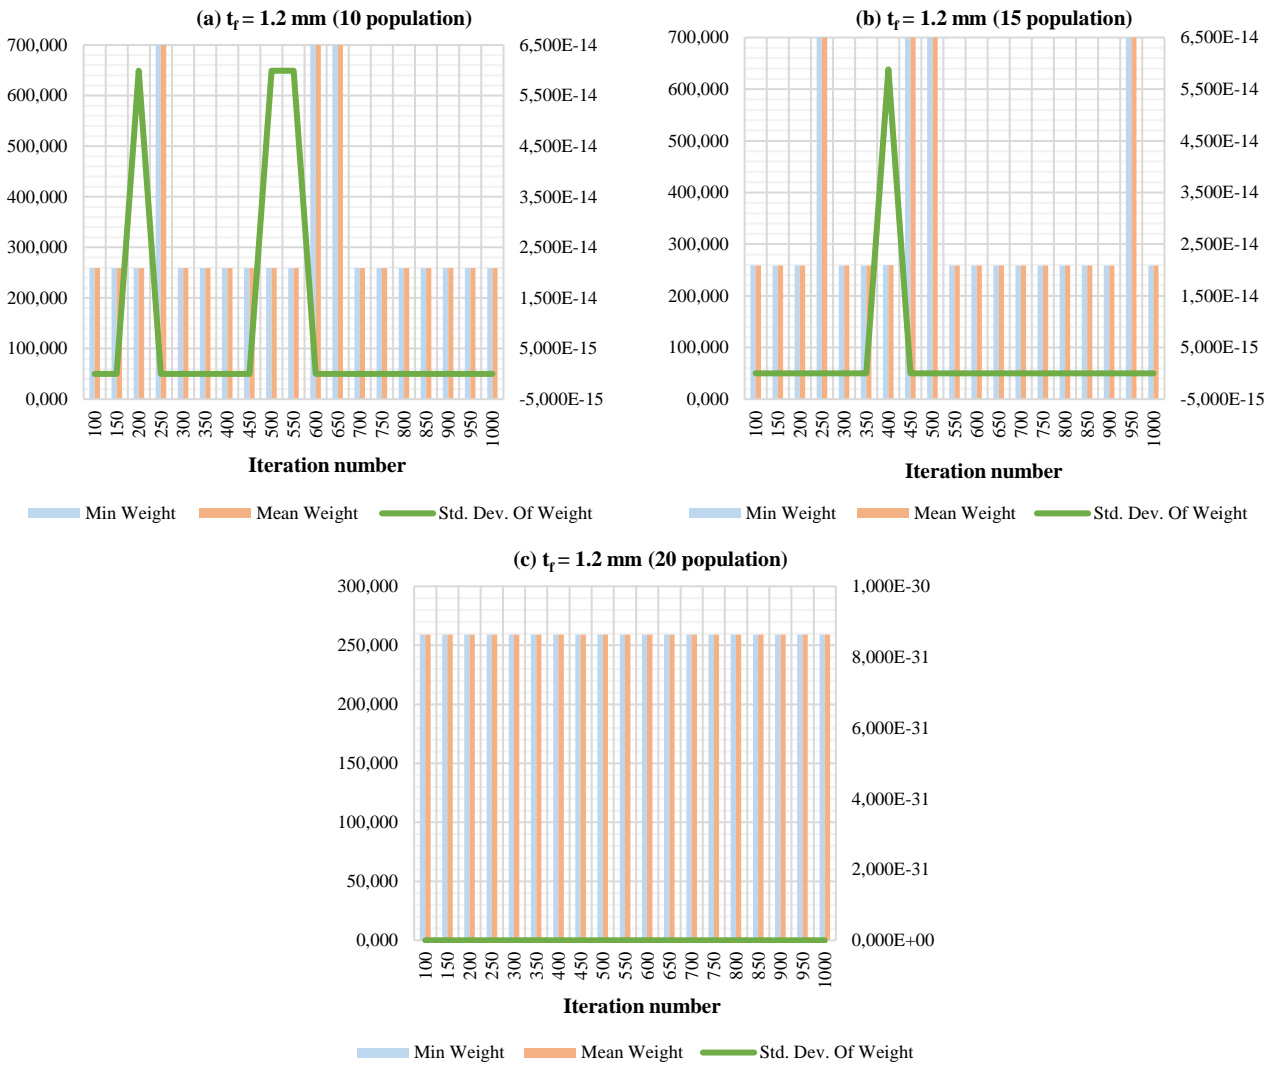 (a) tf = 1.2 mm (10 population)
700,000
600,000
500,000
400,000
300,000
200,000
100,000
0,000
6,500E-14
5,500E-14
4,500E-14
3,500E-14
2,500E-14
1,500E-14
5,000E-15
-5,000E-15
100 150 200 250 300 350 400 450 500 550 600 650 700 750 800 850 900 950 1000
Iteration number
Min Weight Mean Weight Std. Dev. Of Weight
(b) tf = 1.2 mm (15 population)
700,000
600,000
500,000
400,000
300,000
200,000
100,000
0,000
6,500E-14
5,500E-14
4,500E-14
3,500E-14
2,500E-14
1,500E-14
5,000E-15
-5,000E-15
100 150 200 250 300 350 400 450 500 550 600 650 700 750 800 850 900 950 1000
Iteration number
Min Weight Mean Weight Std. Dev. Of Weight
(c) tf = 1.2 mm (20 population)
300,000
250,000
200,000
150,000
100,000
50,000
0,000
1,000E-30
8,000E-31
6,000E-31
4,000E-31
2,000E-31
0,000E+00
100 150 200 250 300 350 400 450 500 550 600 650 700 750 800 850 900 950 1000
Iteration number
Min Weight Mean Weight Std. Dev. Of Weight